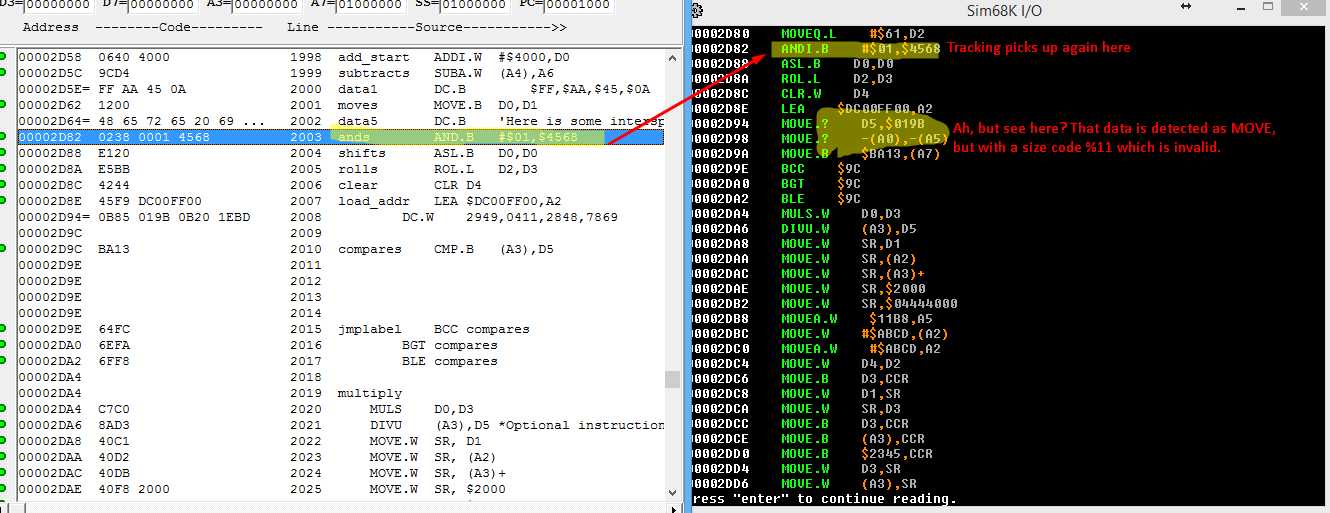 D3=00000000 D7=00000000 A3=00000000 A7=01000000 SS=01000000 PC=00001000
Address ---------Code--------- Line -----------Source------------>>
00002D58 0640 4000 1998 add_start ADDI.W #$4000,D0
00002D5C 9CD4 1999 subtracts SUBA.W (A4),A6
00002D5E= FF AA 45 0A 2000 data1 DC.B $FF,$AA,$45,$0A
00002D62 1200 2001 moves MOVE.B D0,D1
00002D64= 48 65 72 65 20 69 ... 2002 data5 DC.B 'Here is some intersp
00002D82 0238 0001 4568 2003 ands AND.B #$01,$4568
00002D88 E120 2004 shifts ASL.B D0,D0
00002D8A E5BB 2005 rolls ROL.L D2,D3
00002D8C 4244 2006 clear CLR D4
00002D8E 45F9 DC00FF00 2007 load_addr LEA $DC00FF00,A2
00002D94= 0B85 019B 0B20 1EBD 2008 DC.W 2949,0411,2848,7869
00002D9C 2009
00002D9C BA13 2010 compares CMP.B (A3),D5
00002D9E 2011
00002D9E 2012
00002D9E 2013
00002D9E 2014
00002D9E 64FC 2015 jmplabel BCC compares
00002DA0 6EFA 2016 BGT compares
00002DA2 6FF8 2017 BLE compares
00002DA4 2018
00002DA4 2019 multiply
00002DA4 C7C0 2020 MULS D0,D3
00002DA6 8AD3 2021 DIVU (A3),D5 *Optional instruction
00002DA8 40C1 2022 MOVE.W SR, D1
00002DAA 40D2 2023 MOVE.W SR, (A2)
00002DAC 40DB 2024 MOVE.W SR, (A3)+
00002DAE 40F8 2000 2025 MOVE.W SR, $2000
Sim68K I/O
00002D80 MOVEQ.L #$61,D2
00002D82 ANDI.B #$01,$4568 Tracking picks up again here
00002D88 ASL.B D0,D0
00002D8A ROL.L D2,D3
00002D8C CLR.W D4
00002D8E LEA $DC00FF00,A2
00002D94 MOVE.? D5,$019B Ah, but see here? That data is detected as MOVE,
00002D98 MOVE.? -(A0),-(A5) but with a size code %11 which is invalid.
00002D9A MOVE.B $BA13,(A7)
00002D9E BCC $9C
00002DA0 BGT $9C
00002DA2 BLE $9C
00002DA4 MULS.W D0,D3
00002DA6 DIVU.W (A3),D5
00002DA8 MOVE.W SR,D1
00002DAA MOVE.W SR,(A2)
00002DAC MOVE.W SR,(A3)+
00002DAE MOVE.W SR,$2000
00002DB2 MOVE.W SR,$04444000
00002DB8 MOVEA.W $11B8,A5
00002DBC MOVE.W #$ABCD,(A2)
00002DC0 MOVEA.W #$ABCD,A2
00002DC4 MOVE.W D4,D2
00002DC6 MOVE.B D3,CCR
00002DC8 MOVE.W D1,SR
00002DCA MOVE.W SR,D3
00002DCC MOVE.B D3,CCR
00002DCE MOVE.B (A3),CCR
00002DD0 MOVE.B $2345,CCR
00002DD4 MOVE.W D3,SR
00002DD6 MOVE.W (A3),SR
ress "enter" to continue reading.